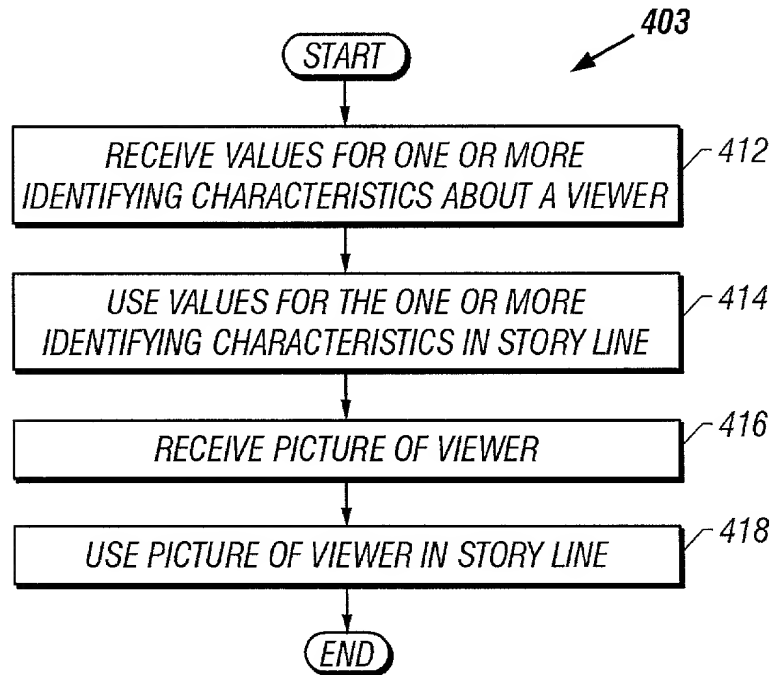 403
START
RECEIVE VALUES FOR ONE OR MORE
IDENTIFYING CHARACTERISTICS ABOUT A VIEWER
412
USE VALUES FOR THE ONE OR MORE
IDENTIFYING CHARACTERISTICS IN STORY LINE
414
RECEIVE PICTURE OF VIEWER
416
USE PICTURE OF VIEWER IN STORY LINE
418
END